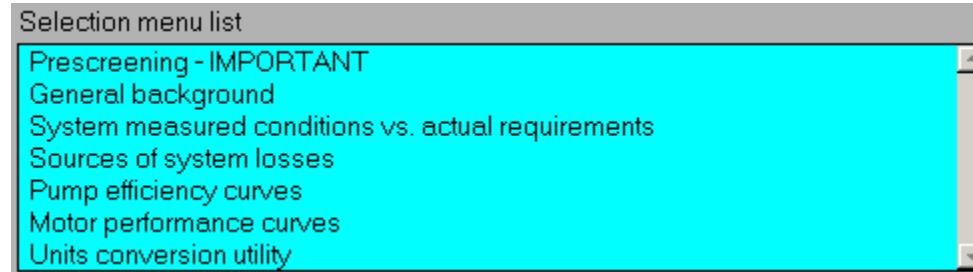 Selection menu list
Prescreening - IMPORTANT
General background
System measured conditions vs. actual requirements
Sources of system losses
Pump efficiency curves
Motor performance curves
Units conversion utility